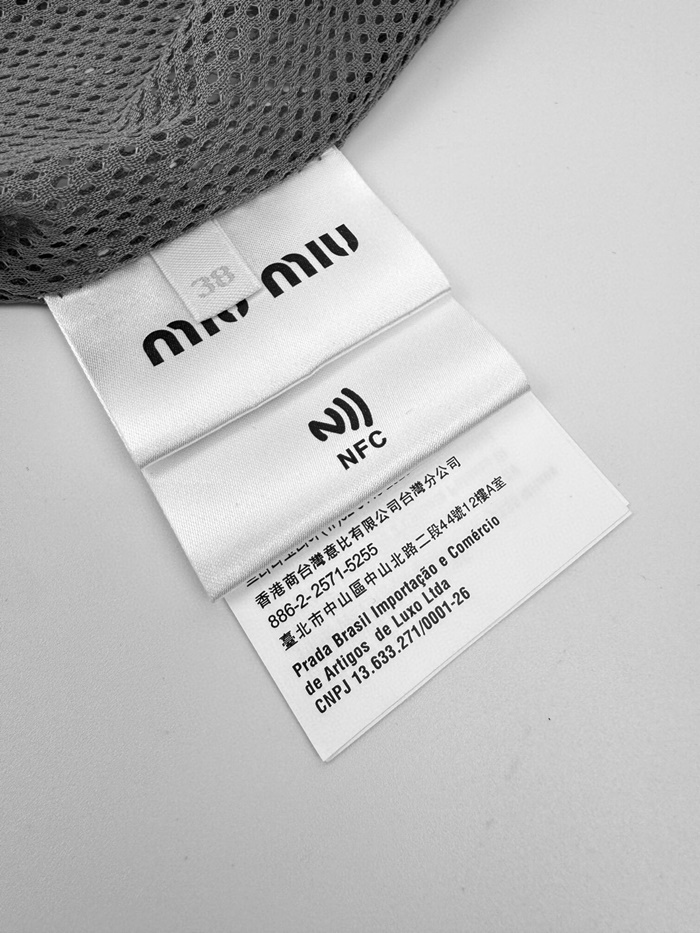 miu miu
38
NFC
香港商台灣意比有限公司台灣分公司
886-2- 2571-5255
臺北市中山區中山北路二段44號12樓A室
Prada Brasil Importação e Comércio
de Artigos de Luxo Ltda
CNPJ 13.633.271/0001-26